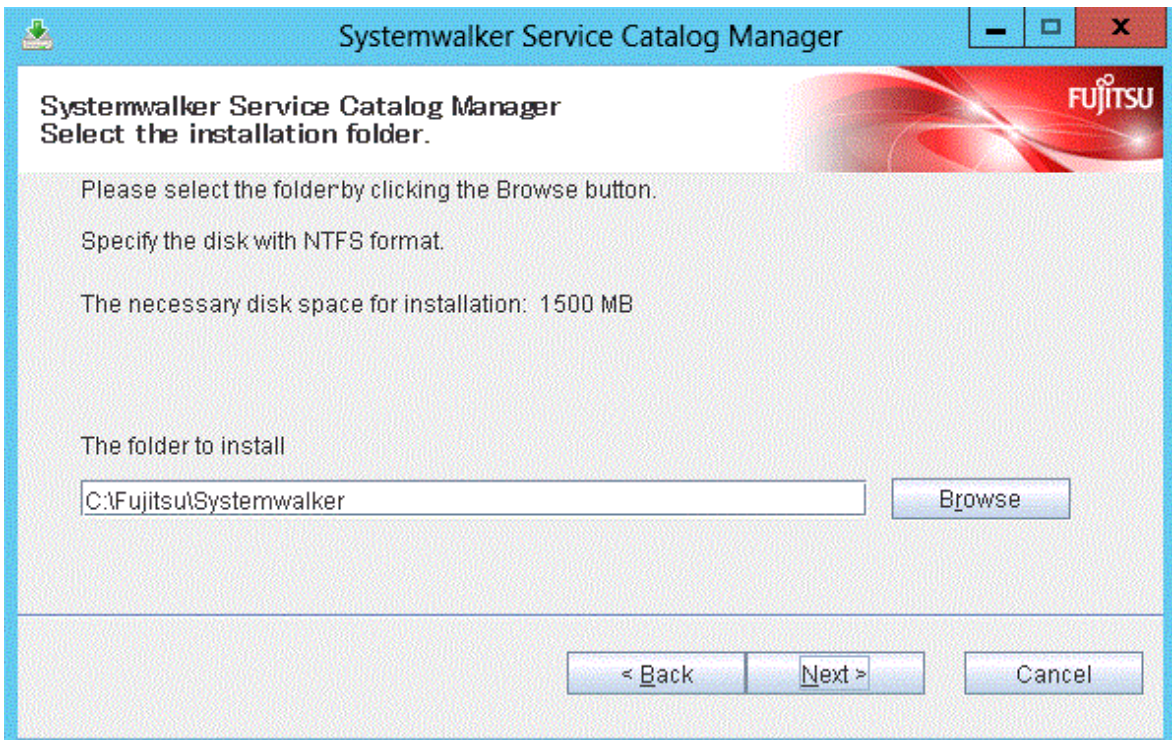 Systemwalker Service Catalog Manager
Systemwalker Service Catalog Manager
FUJITSU
Select the installation folder.
Please select the folder by clicking the Browse button.
Specify the disk with NTFS format.
The necessary disk space for installation: 1500 MB
The folder to install
C:\Fujitsu\Systemwalker
Browse
< Back
Next >
Cancel